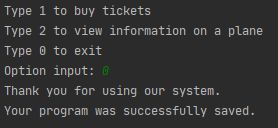 Type 1 to buy tickets
Type 2 to view information on a plane
Type 0 to exit
Option input: 0
Thank you for using our system.
Your program was successfully saved.